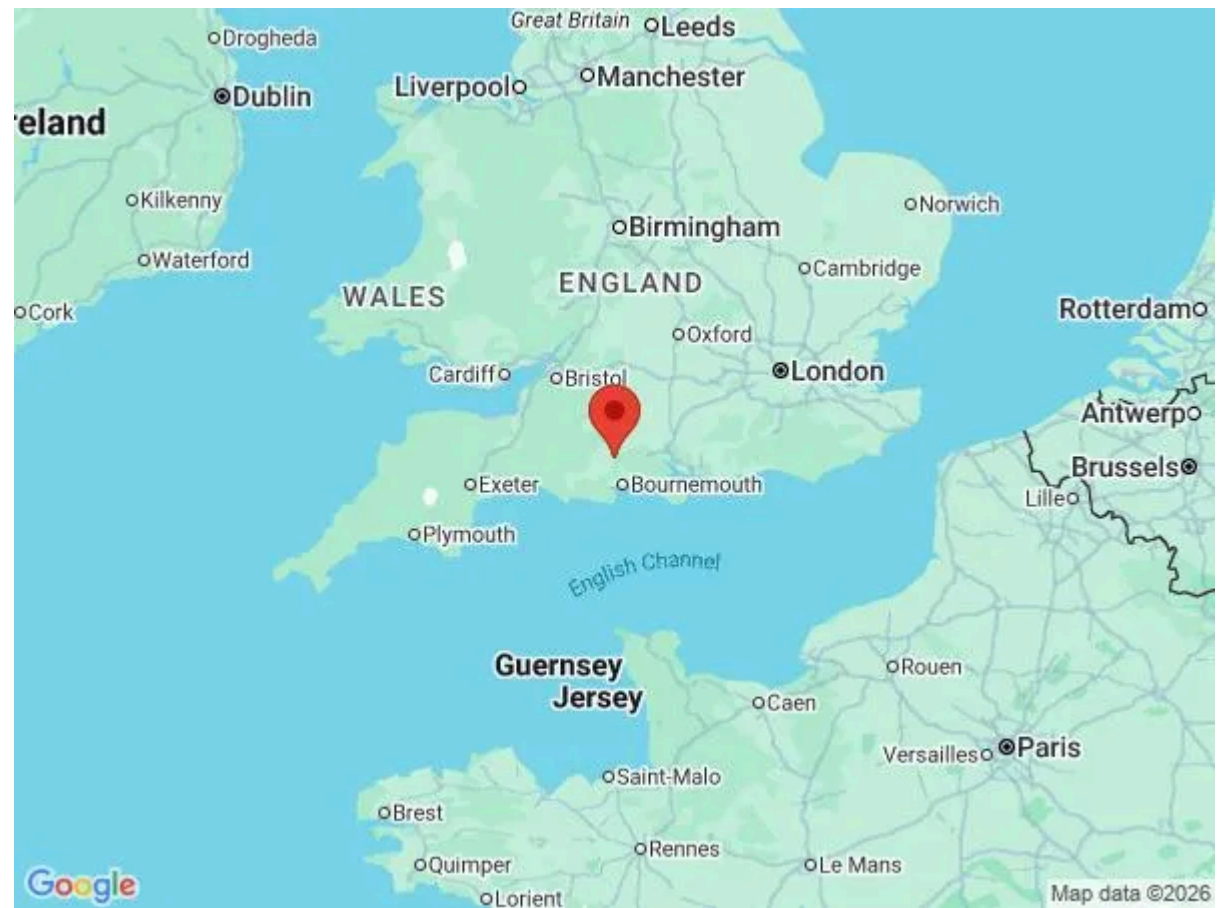 Great Britain
Leeds
Drogheda
Manchester
Liverpool
Dublin
reland
Kilkenny
Norwich
Birmingham
Waterford
Cambridge
ENGLAND
WALES
Cork
Rotterdam
Oxford
Cardiff
Bristol
London
Antwerp
Brussels
Exeter
Bournemouth
Lille
Plymouth
English Channel
Guernsey
Jersey
Rouen
Caen
Versailles
Paris
Saint-Malo
Brest
Rennes
Quimper
Le Mans
Lorient
Google
Map data ©2026